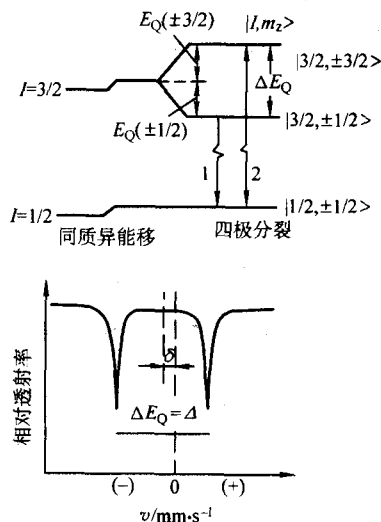 E_Q(±3/2)
|I,m_z>
|3/2,±3/2>
ΔE_Q
I=3/2
E_Q(±1/2)
|3/2,±1/2>
1
2
|1/2,±1/2>
I=1/2
同质异能移
四极分裂
相对透射率
δ
ΔE_Q=Δ
(−)
0
(+)
v/mm·s⁻¹